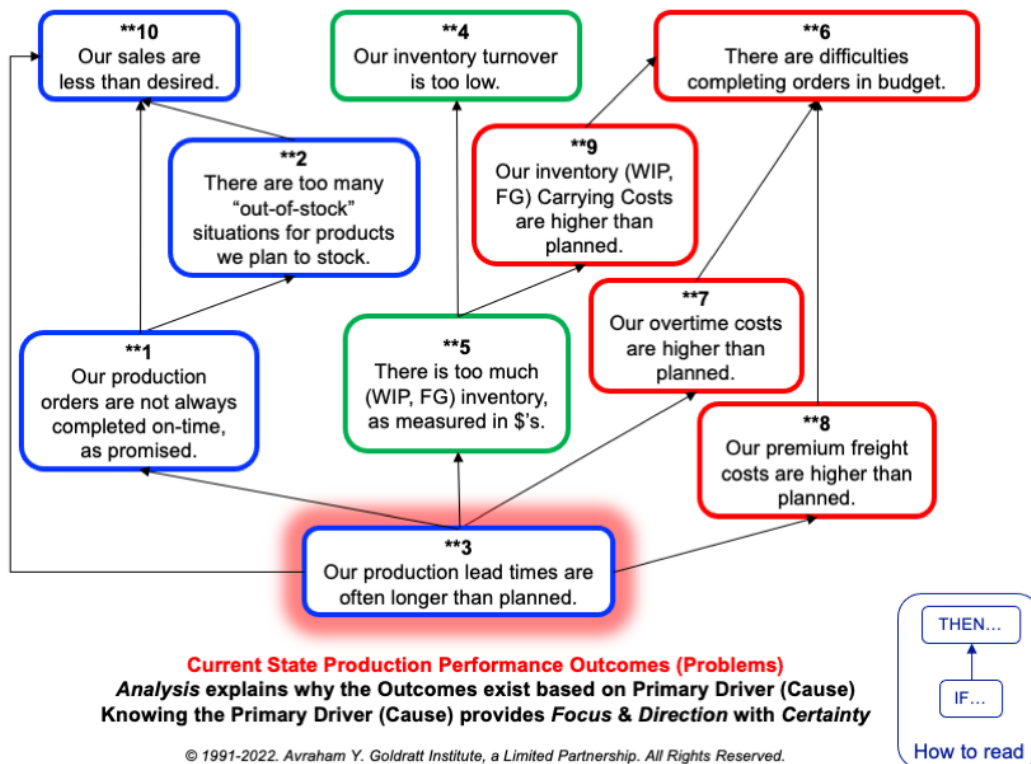 **10
Our sales are
less than desired.
**4
Our inventory turnover
is too low.
**6
There are difficulties
completing orders in budget.
**2
There are too many
“out-of-stock”
situations for products
we plan to stock.
**9
Our inventory (WIP,
FG) Carrying Costs
are higher than
planned.
**7
Our overtime costs
are higher than
planned.
**1
Our production
orders are not always
completed on-time,
as promised.
**5
There is too much
(WIP, FG) inventory,
as measured in $'s.
**8
Our premium freight
costs are higher than
planned.
**3
Our production lead times are
often longer than planned.
THEN…
IF…
How to read
Current State Production Performance Outcomes (Problems)
Analysis explains why the Outcomes exist based on Primary Driver (Cause)
Knowing the Primary Driver (Cause) provides Focus & Direction with Certainty
© 1991-2022. Avraham Y. Goldratt Institute, a Limited Partnership. All Rights Reserved.